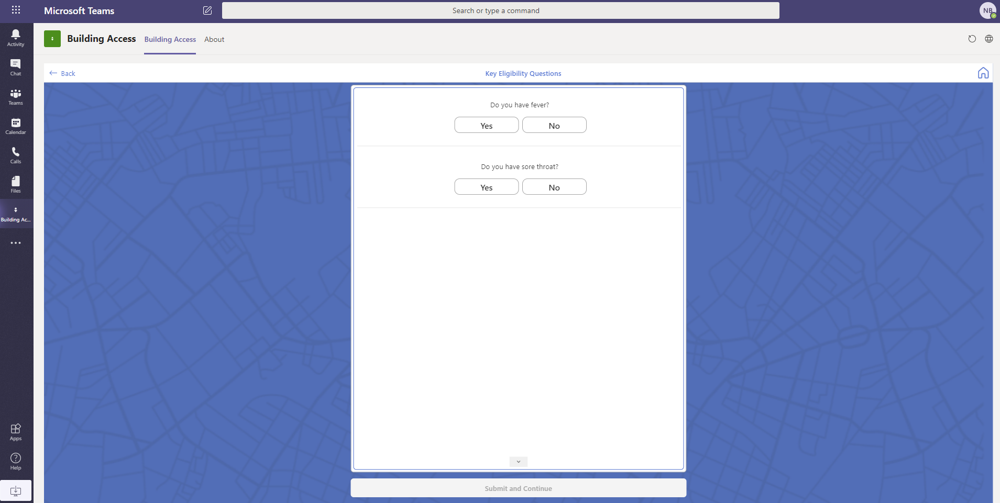 Microsoft Teams
Search or type a command
NB
Activity
Chat
Teams
Calendar
Calls
Files
Building Ac...
Apps
Help
Building Access
Building Access
About
Back
Key Eligibility Questions
Do you have fever?
Yes
No
Do you have sore throat?
Yes
No
Submit and Continue